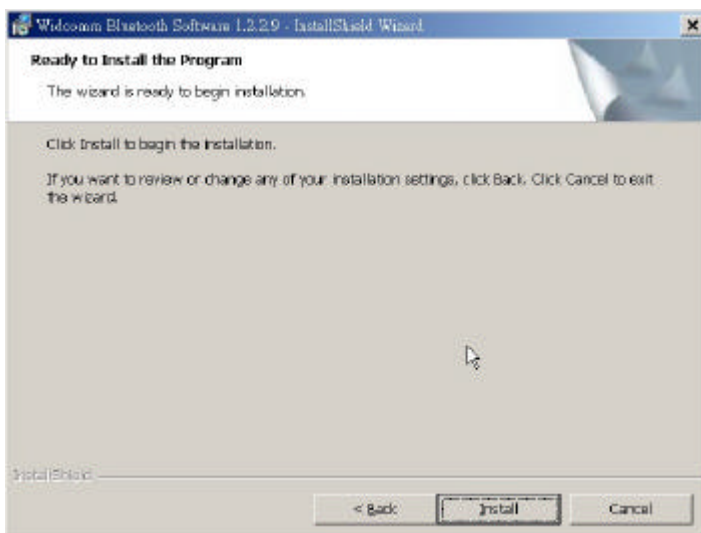 Widcomm Bluetooth Software 1.2.2.9 - InstallShield Wizard
Ready to Install the Program
The wizard is ready to begin installation.
Click Install to begin the installation.
If you want to review or change any of your installation settings, click Back. Click Cancel to exit
the wizard.
InstallShield
< Back
Install
Cancel